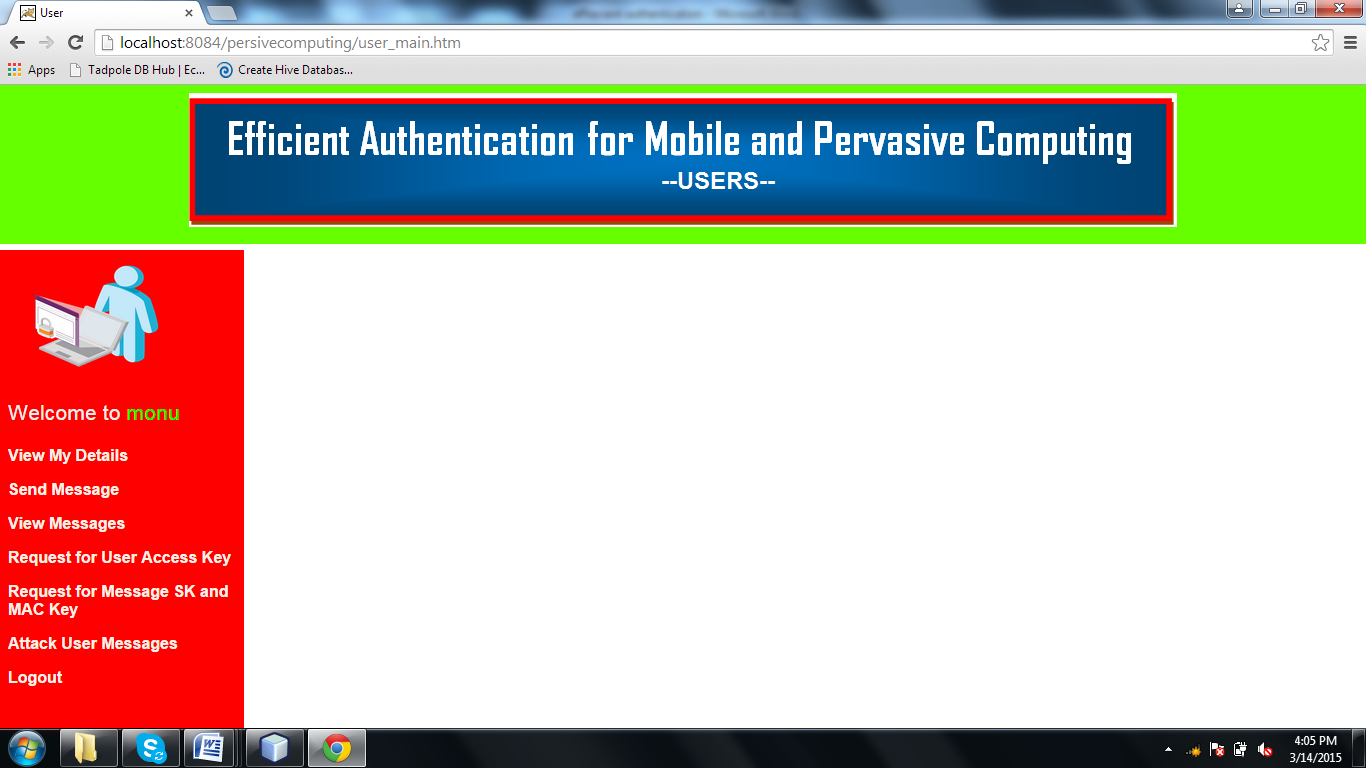 User
localhost:8084/persivecomputing/user_main.htm
Apps
Tadpole DB Hub | Ec...
Create Hive Databas...
Efficient Authentication for Mobile and Pervasive Computing
--USERS--
Welcome to monu
View My Details
Send Message
View Messages
Request for User Access Key
Request for Message SK and
MAC Key
Attack User Messages
Logout
4:05 PM
3/14/2015